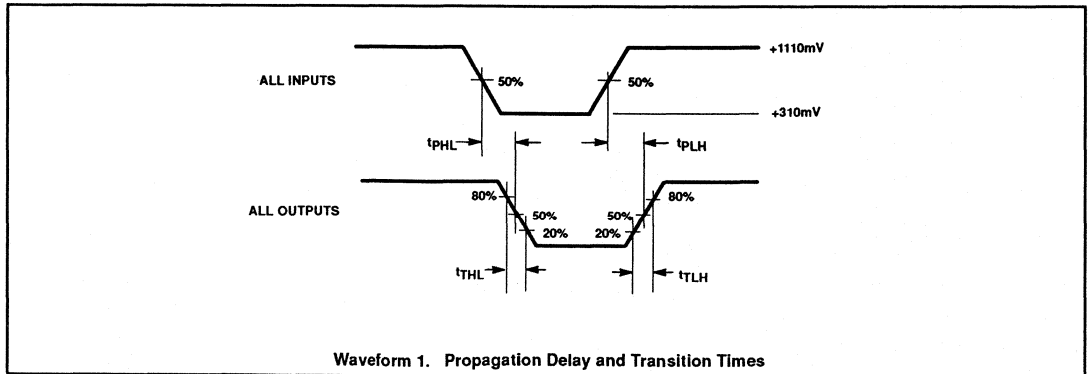 +1110mV
ALL INPUTS
50%
50%
+310mV
tPHL
tPLH
80%
80%
ALL OUTPUTS
50%
50%
20%
20%
tTHL
tTLH
Waveform 1. Propagation Delay and Transition Times